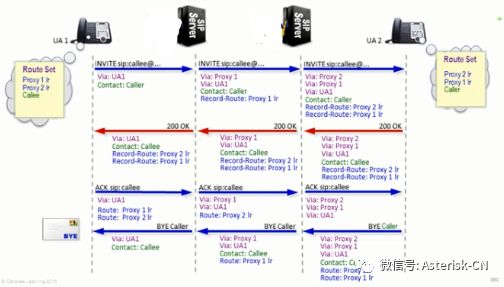 UA 1
SIP Server
SIP Server
UA 2
Route Set
Proxy 1 lr
Proxy 2 lr
Callee
Route Set
Proxy 2 lr
Proxy 1 lr
Caller
INVITE sip:callee@...
Via: UA1
Contact: Caller
INVITE sip:callee@...
Via: Proxy 1
Via: UA1
Contact: Caller
Record-Route: Proxy 1 lr
INVITE sip:callee@...
Via: Proxy 2
Via: Proxy 1
Via: UA1
Contact: Caller
Record-Route: Proxy 2 lr
Record-Route: Proxy 1 lr
200 OK
Via: UA1
Contact: Callee
Record-Route: Proxy 2 lr
Record-Route: Proxy 1 lr
200 OK
Via: Proxy 1
Via: UA1
Contact: Callee
Record-Route: Proxy 2 lr
Record-Route: Proxy 1 lr
200 OK
Via: Proxy 2
Via: Proxy 1
Via: UA1
Contact: Callee
Record-Route: Proxy 2 lr
Record-Route: Proxy 1 lr
ACK sip:callee
Via: UA1
Route: Proxy 1 lr
Route: Proxy 2 lr
ACK sip:callee
Via: Proxy 1
Via: UA1
Route: Proxy 2 lr
ACK sip:callee
Via: Proxy 2
Via: Proxy 1
Via: UA1
BYE
BYE Caller
Via: UA1
Contact: Callee
BYE Caller
Via: Proxy 1
Via: UA1
Contact: Callee
Route: Proxy 1 lr
BYE Caller
Via: Proxy 2
Via: Proxy 1
Via: UA1
Route: Proxy 1 lr
微信号: Asterisk-CN